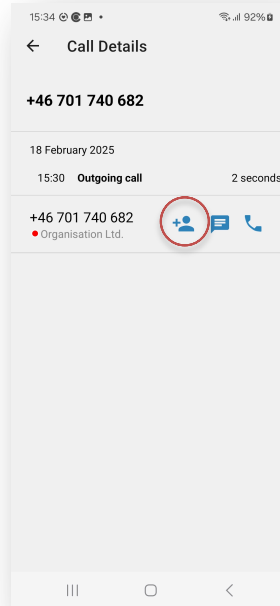 15:34 92%
Call Details
+46 701 740 682
18 February 2025
15:30 Outgoing call 2 seconds
+46 701 740 682
Organisation Ltd.